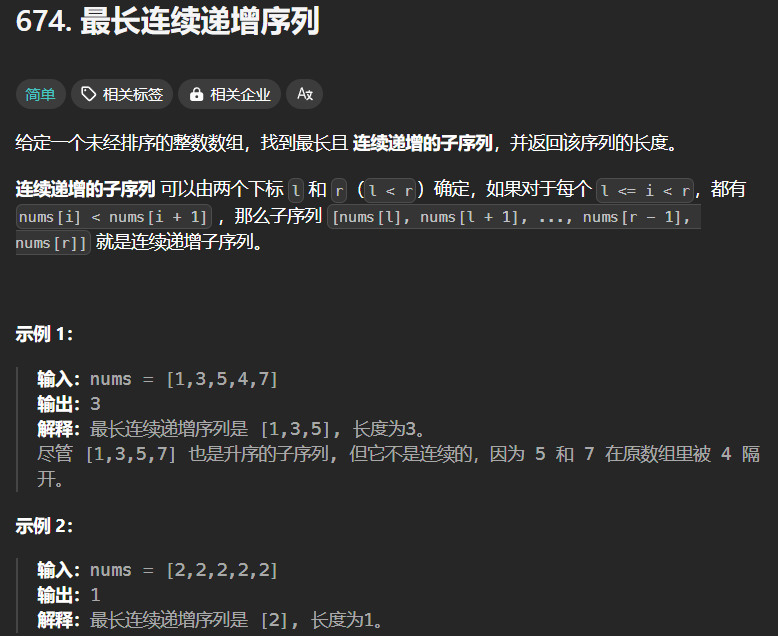 674. 最长连续递增序列
简单 相关标签 相关企业 Az
给定一个未经排序的整数数组，找到最长且 连续递增的子序列，并返回该序列的长度。
连续递增的子序列 可以由两个下标 l 和 r（l < r）确定，如果对于每个 l <= i < r，都有
nums[i] < nums[i + 1] ，那么子序列 [nums[l], nums[l + 1], ..., nums[r - 1],
nums[r]] 就是连续递增子序列。
示例 1：
输入：nums = [1,3,5,4,7]
输出：3
解释：最长连续递增序列是 [1,3,5], 长度为3。
尽管 [1,3,5,7] 也是升序的子序列, 但它不是连续的，因为 5 和 7 在原数组里被 4 隔
开。
示例 2：
输入：nums = [2,2,2,2,2]
输出：1
解释：最长连续递增序列是 [2], 长度为1。